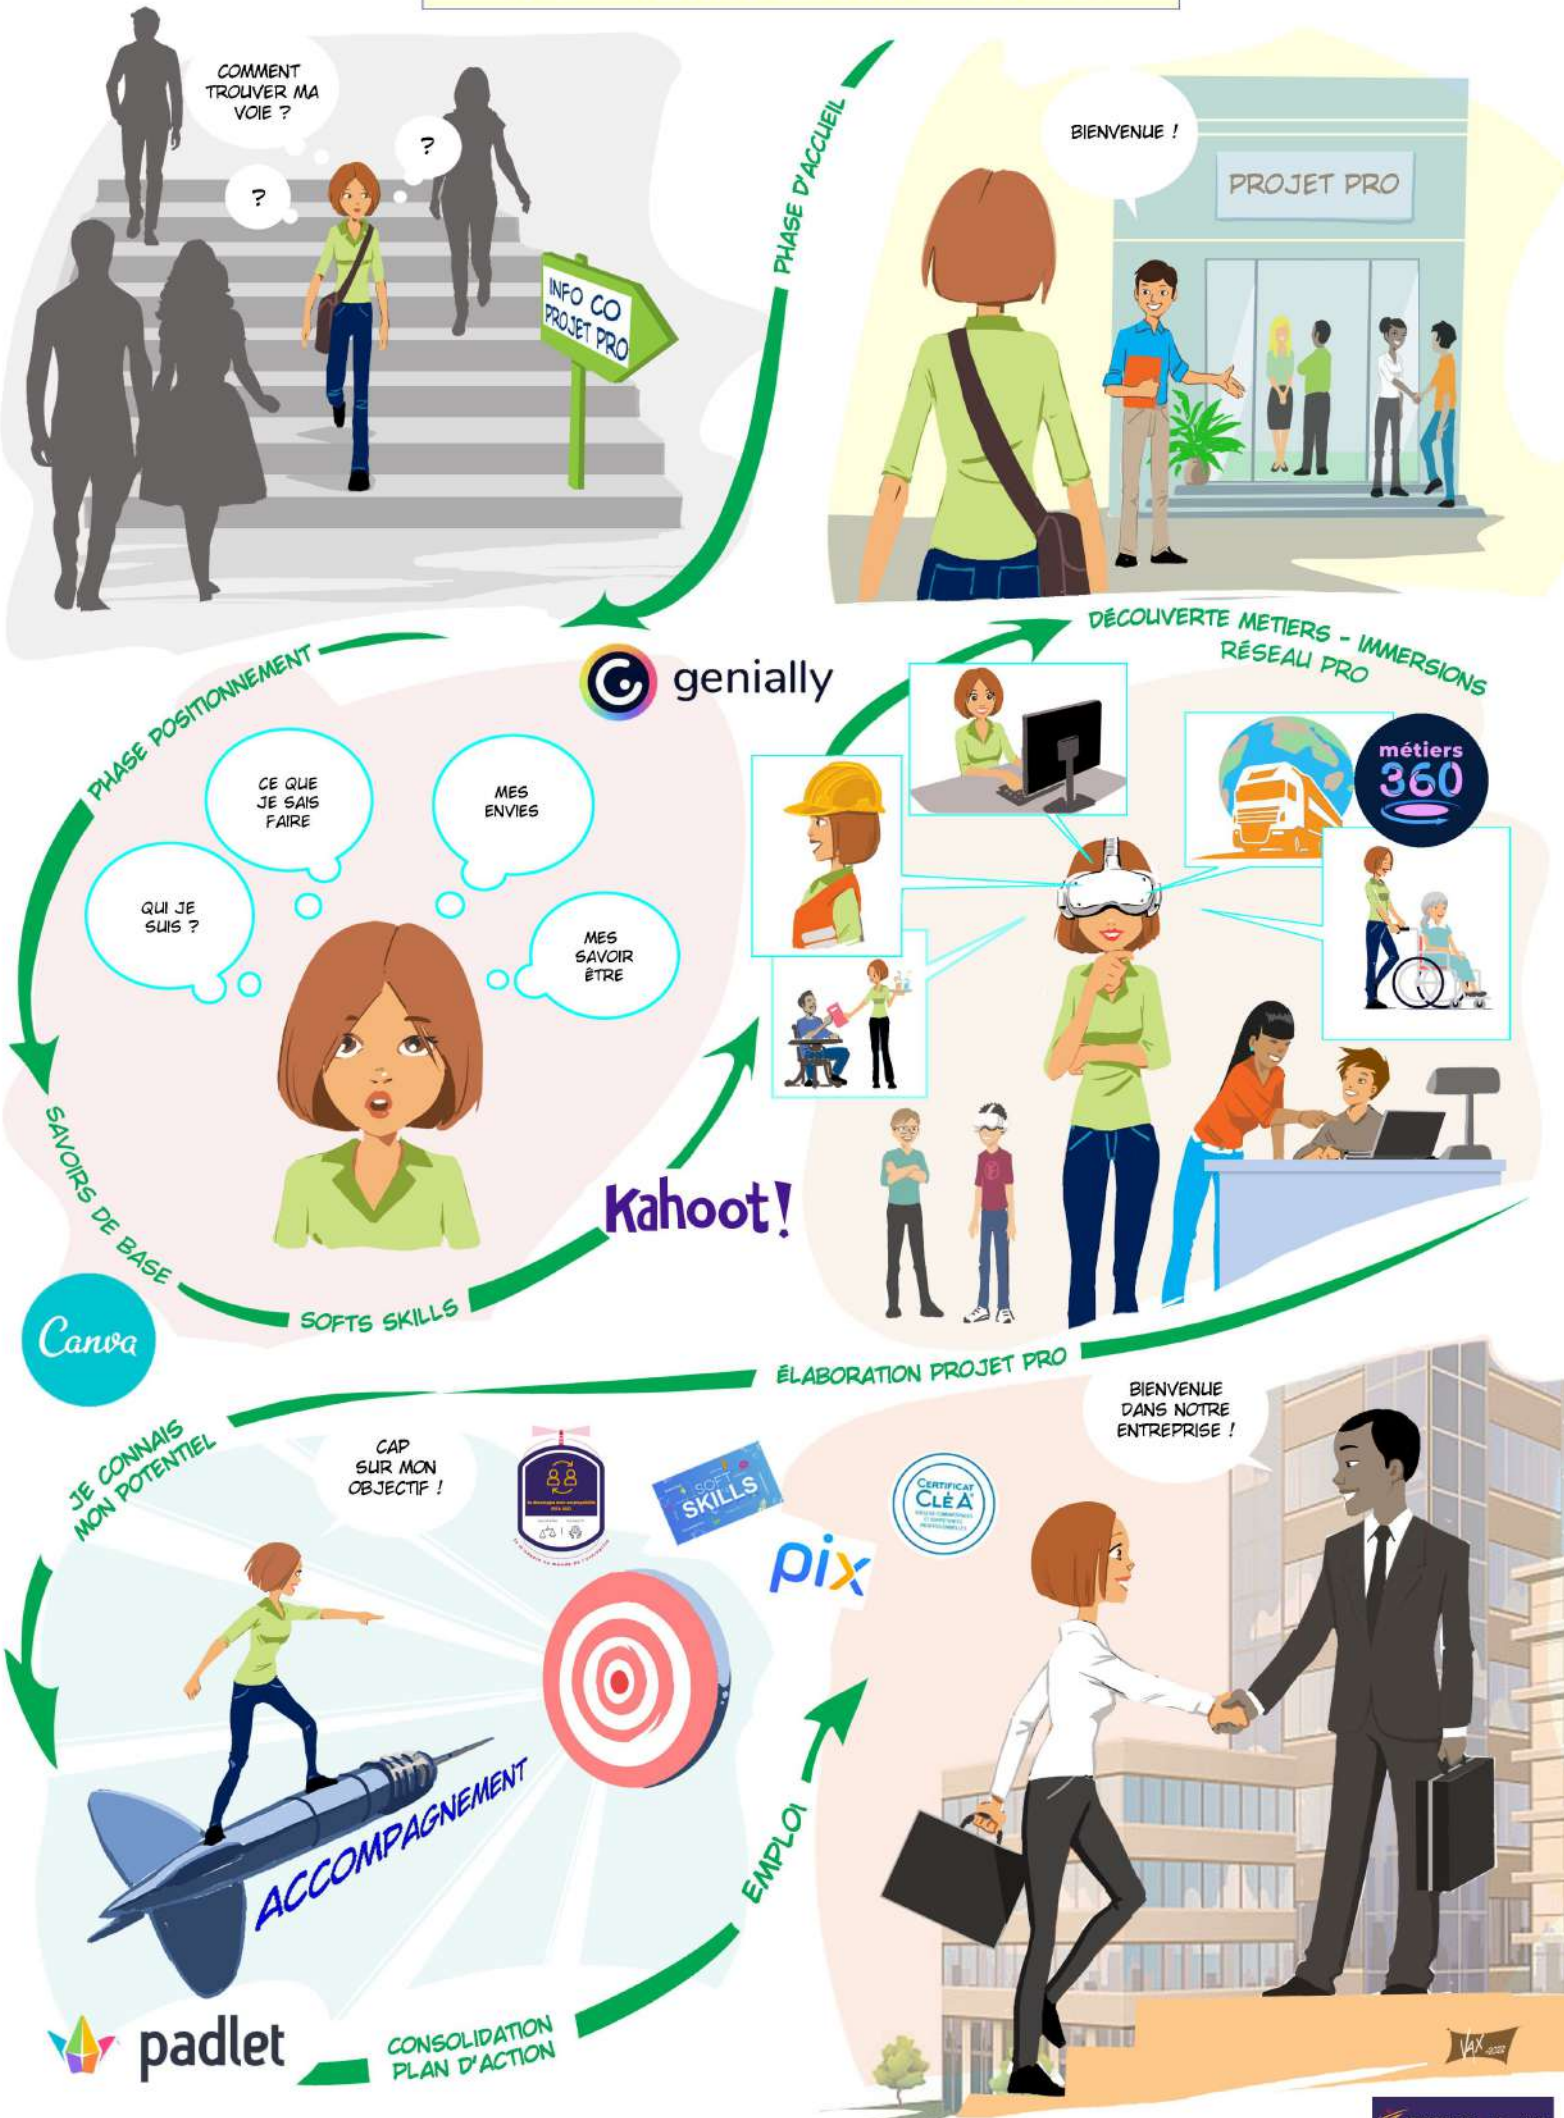 COMMENT
TROUVER MA
VOIE ?
?
?
INFO CO
PROJET PRO
PHASE D'ACCUEIL
BIENVENUE !
PROJET PRO
PHASE POSITIONNEMENT
genially
DÉCOUVERTE METIERS - IMMERSIONS
RÉSEAU PRO
CE QUE
JE SAIS
FAIRE
MES
ENVIES
QUI JE
SUIS ?
MES
SAVOIR
ÊTRE
métiers
360
SAVOIRS DE BASE
Kahoot!
SOFTS SKILLS
Canva
ÉLABORATION PROJET PRO
JE CONNAIS
MON POTENTIEL
CAP
SUR MON
OBJECTIF !
SOFT
SKILLS
pix
CERTIFICAT
CLÉA
BIENVENUE
DANS NOTRE
ENTREPRISE !
ACCOMPAGNEMENT
EMPLOI
padlet
CONSOLIDATION
PLAN D'ACTION
VAX
2022